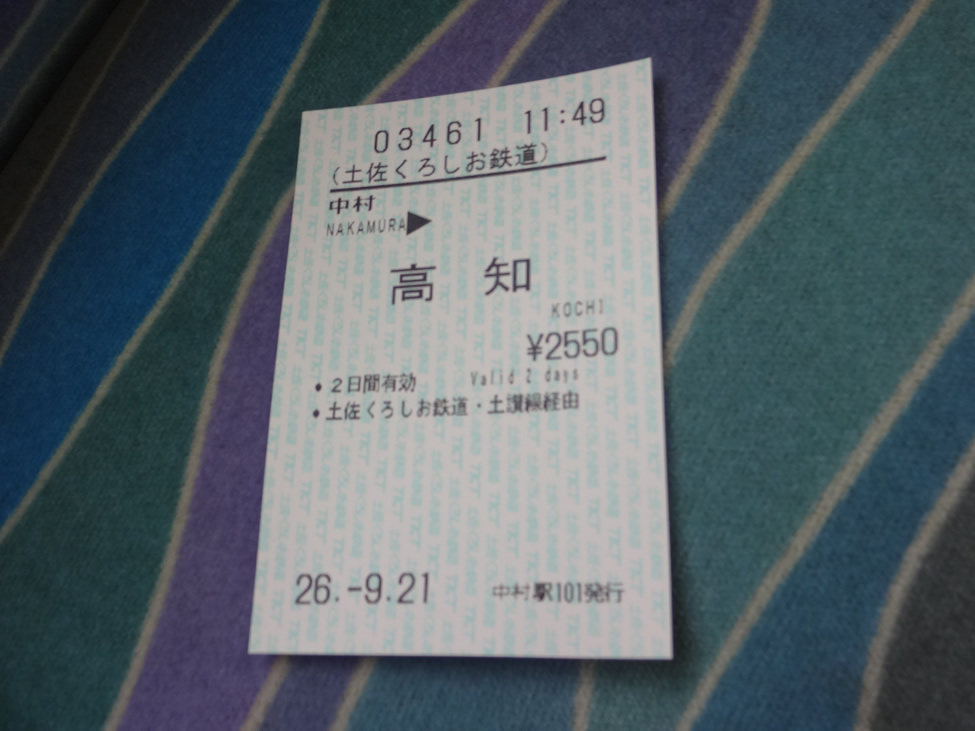 03461 11:49
(土佐くろしお鉄道)
中村
NAKAMURA▶
高 知
KOCHI
¥2550
•2日間有効 Valid 2 days
•土佐くろしお鉄道・土讃線経由
26.-9.21 中村駅101発行